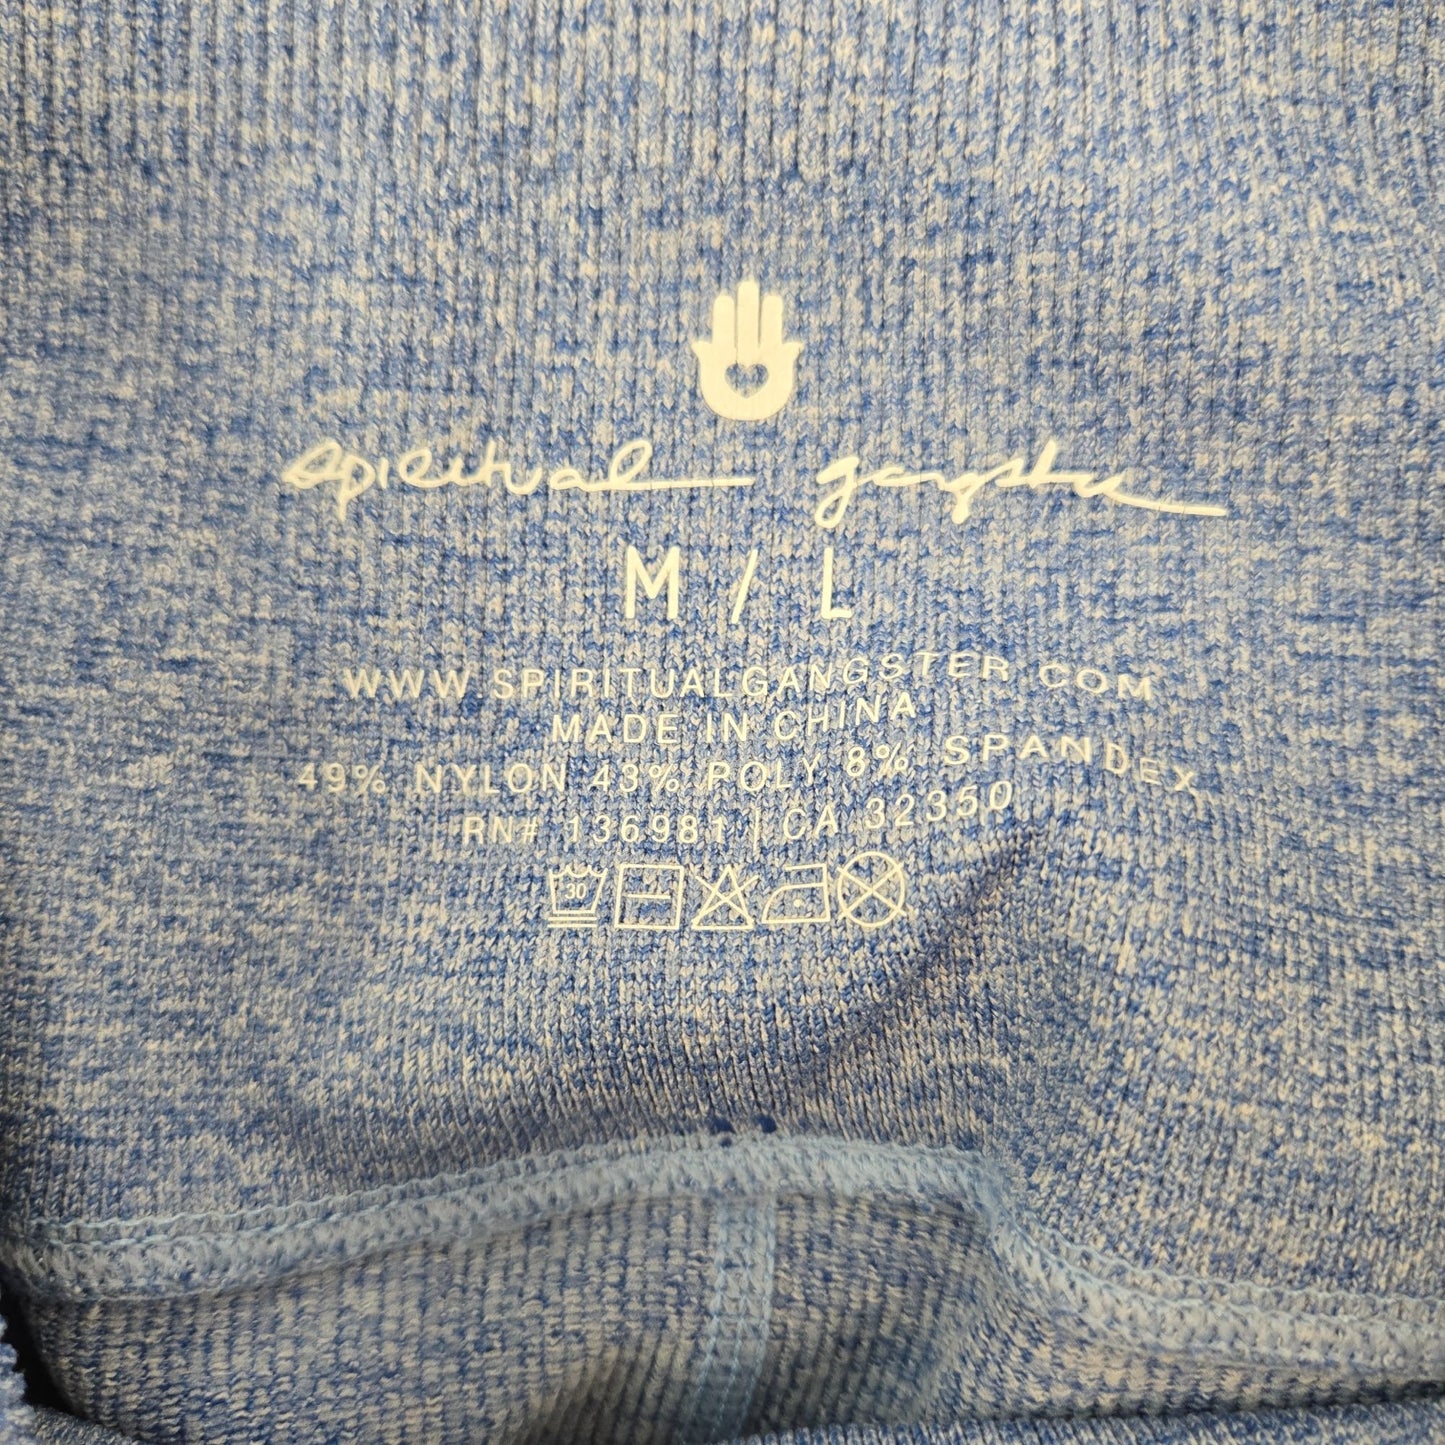 spiritual gangster
M / L
WWW.SPIRITUALGANGSTER.COM
MADE IN CHINA
49% NYLON 43% POLY 8% SPANDEX
RN# 136981 | CA 32350
30